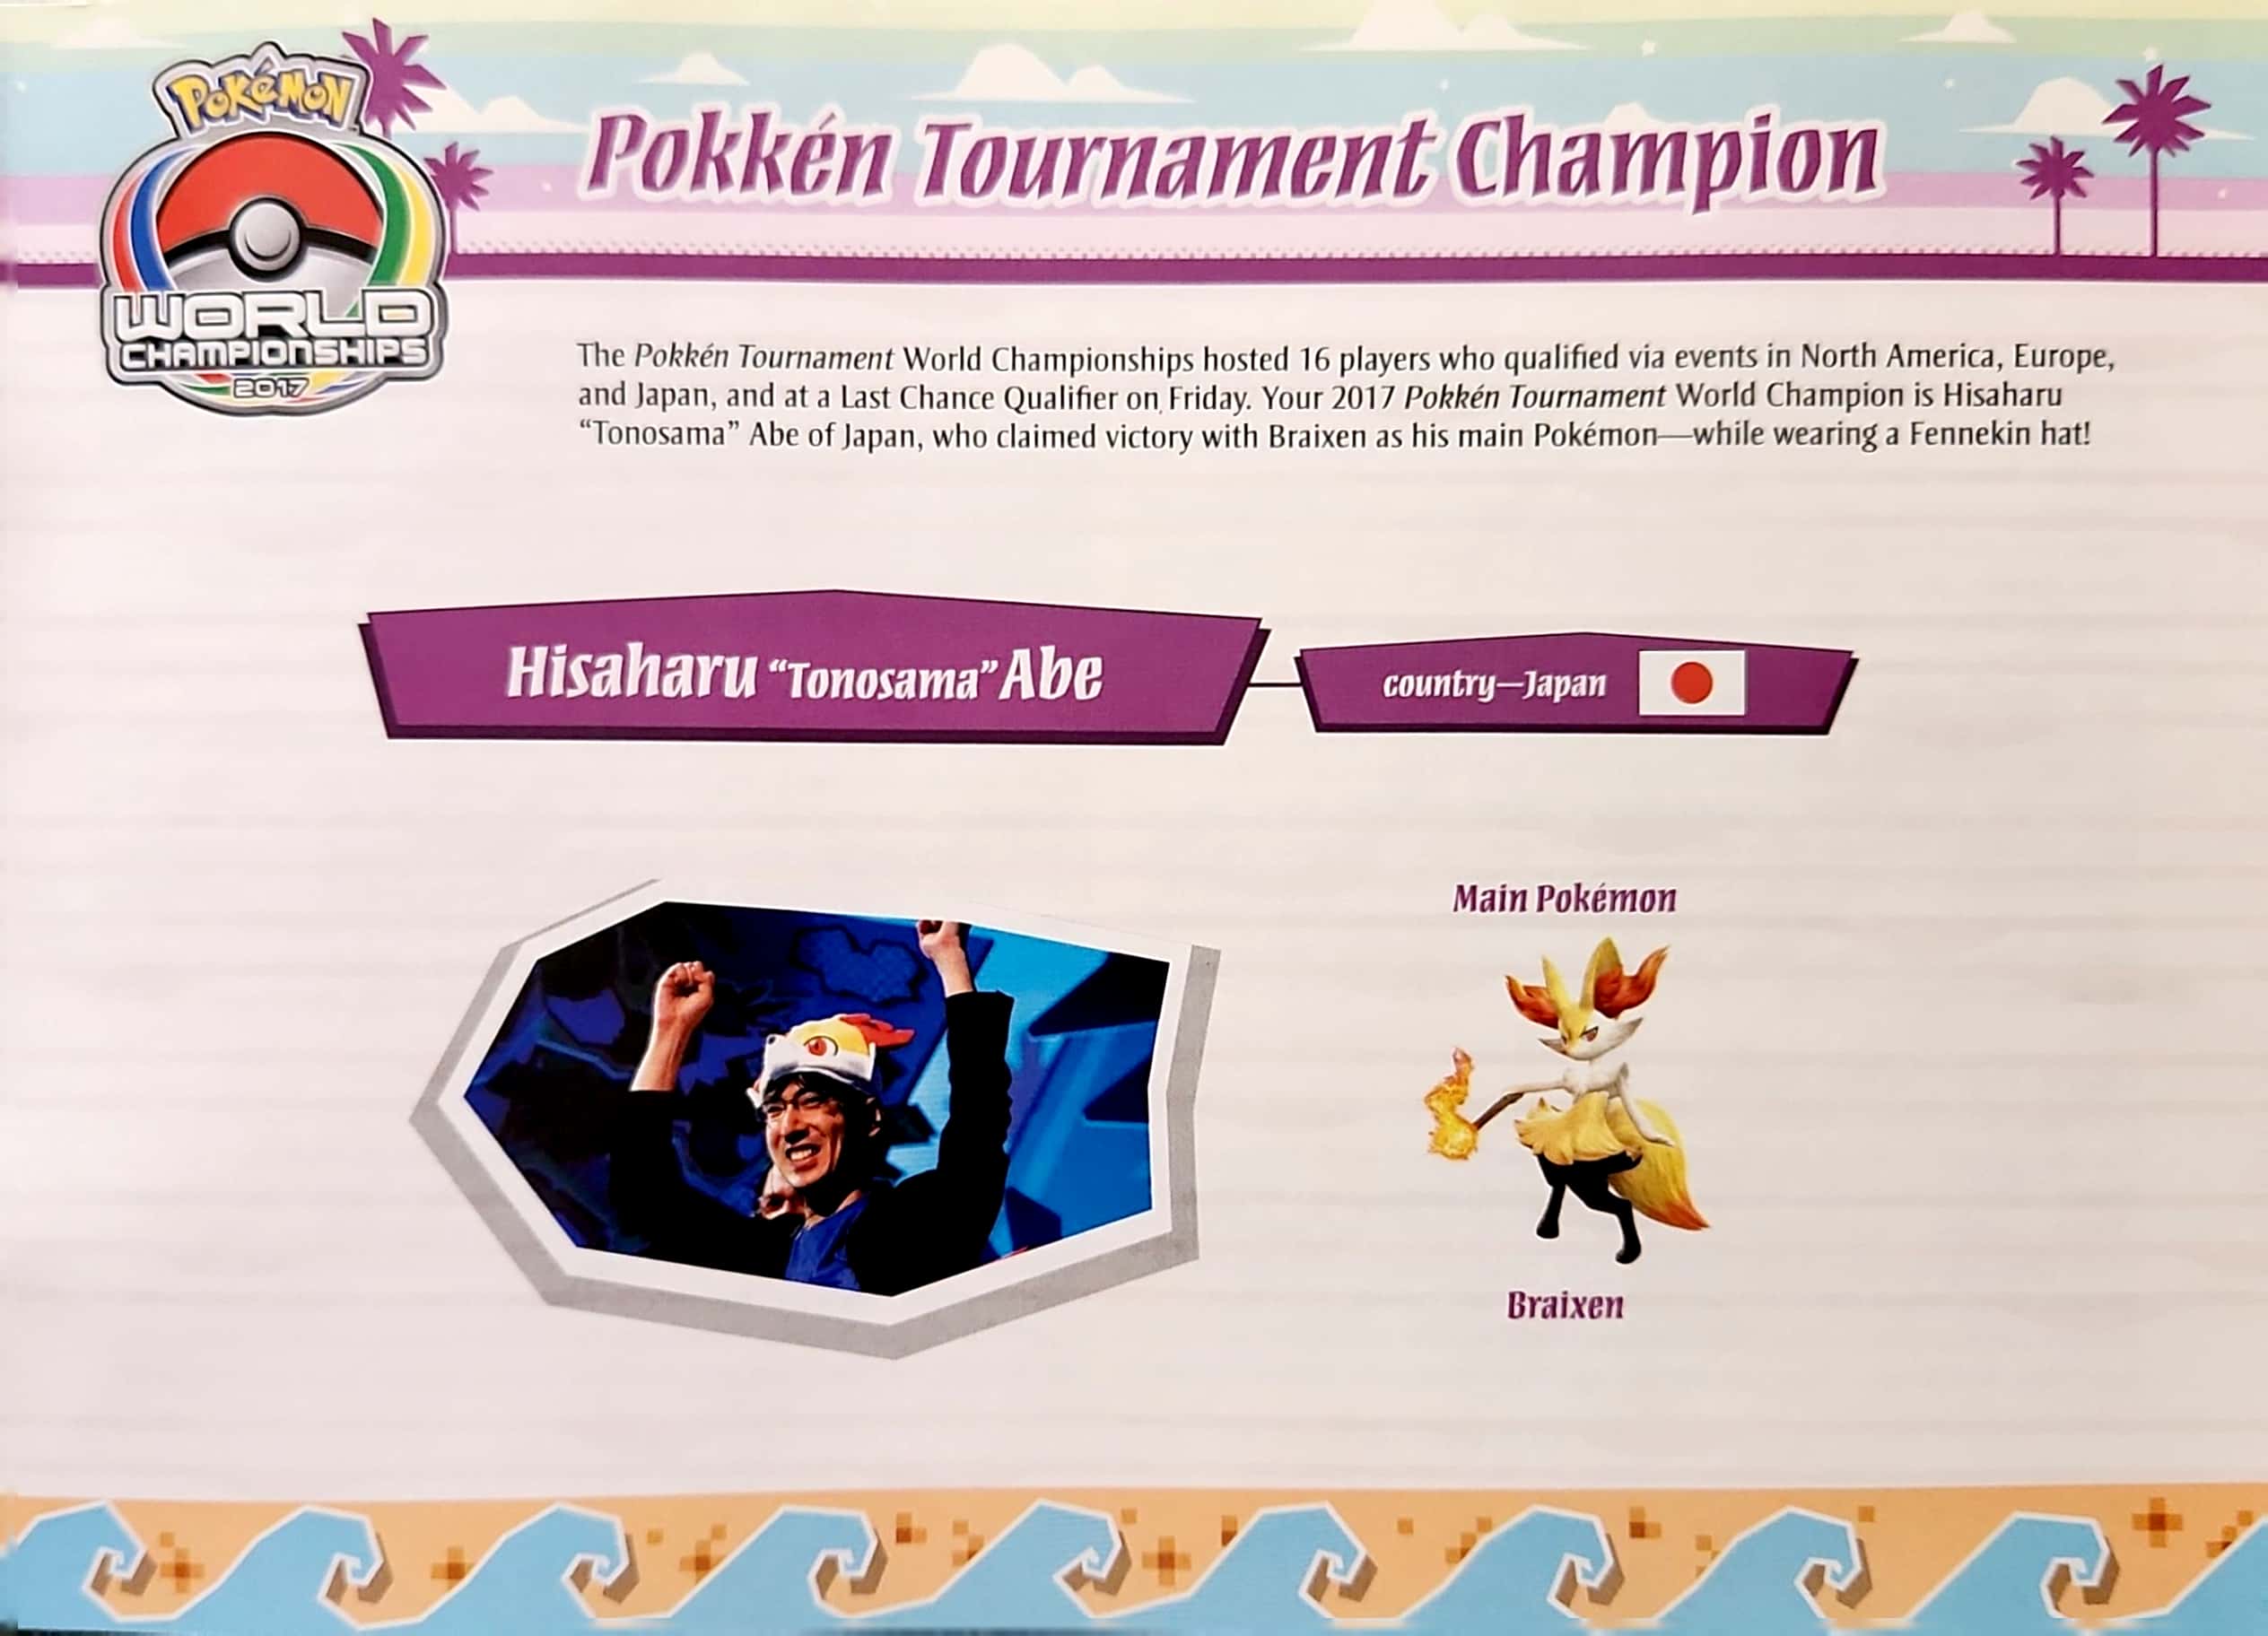 Pokémon
WORLD
CHAMPIONSHIPS
2017
Pokkén Tournament Champion
The Pokkén Tournament World Championships hosted 16 players who qualified via events in North America, Europe,
and Japan, and at a Last Chance Qualifier on Friday. Your 2017 Pokkén Tournament World Champion is Hisaharu
“Tonosama” Abe of Japan, who claimed victory with Braixen as his main Pokémon—while wearing a Fennekin hat!
Hisaharu “Tonosama” Abe
country—Japan
Main Pokémon
Braixen